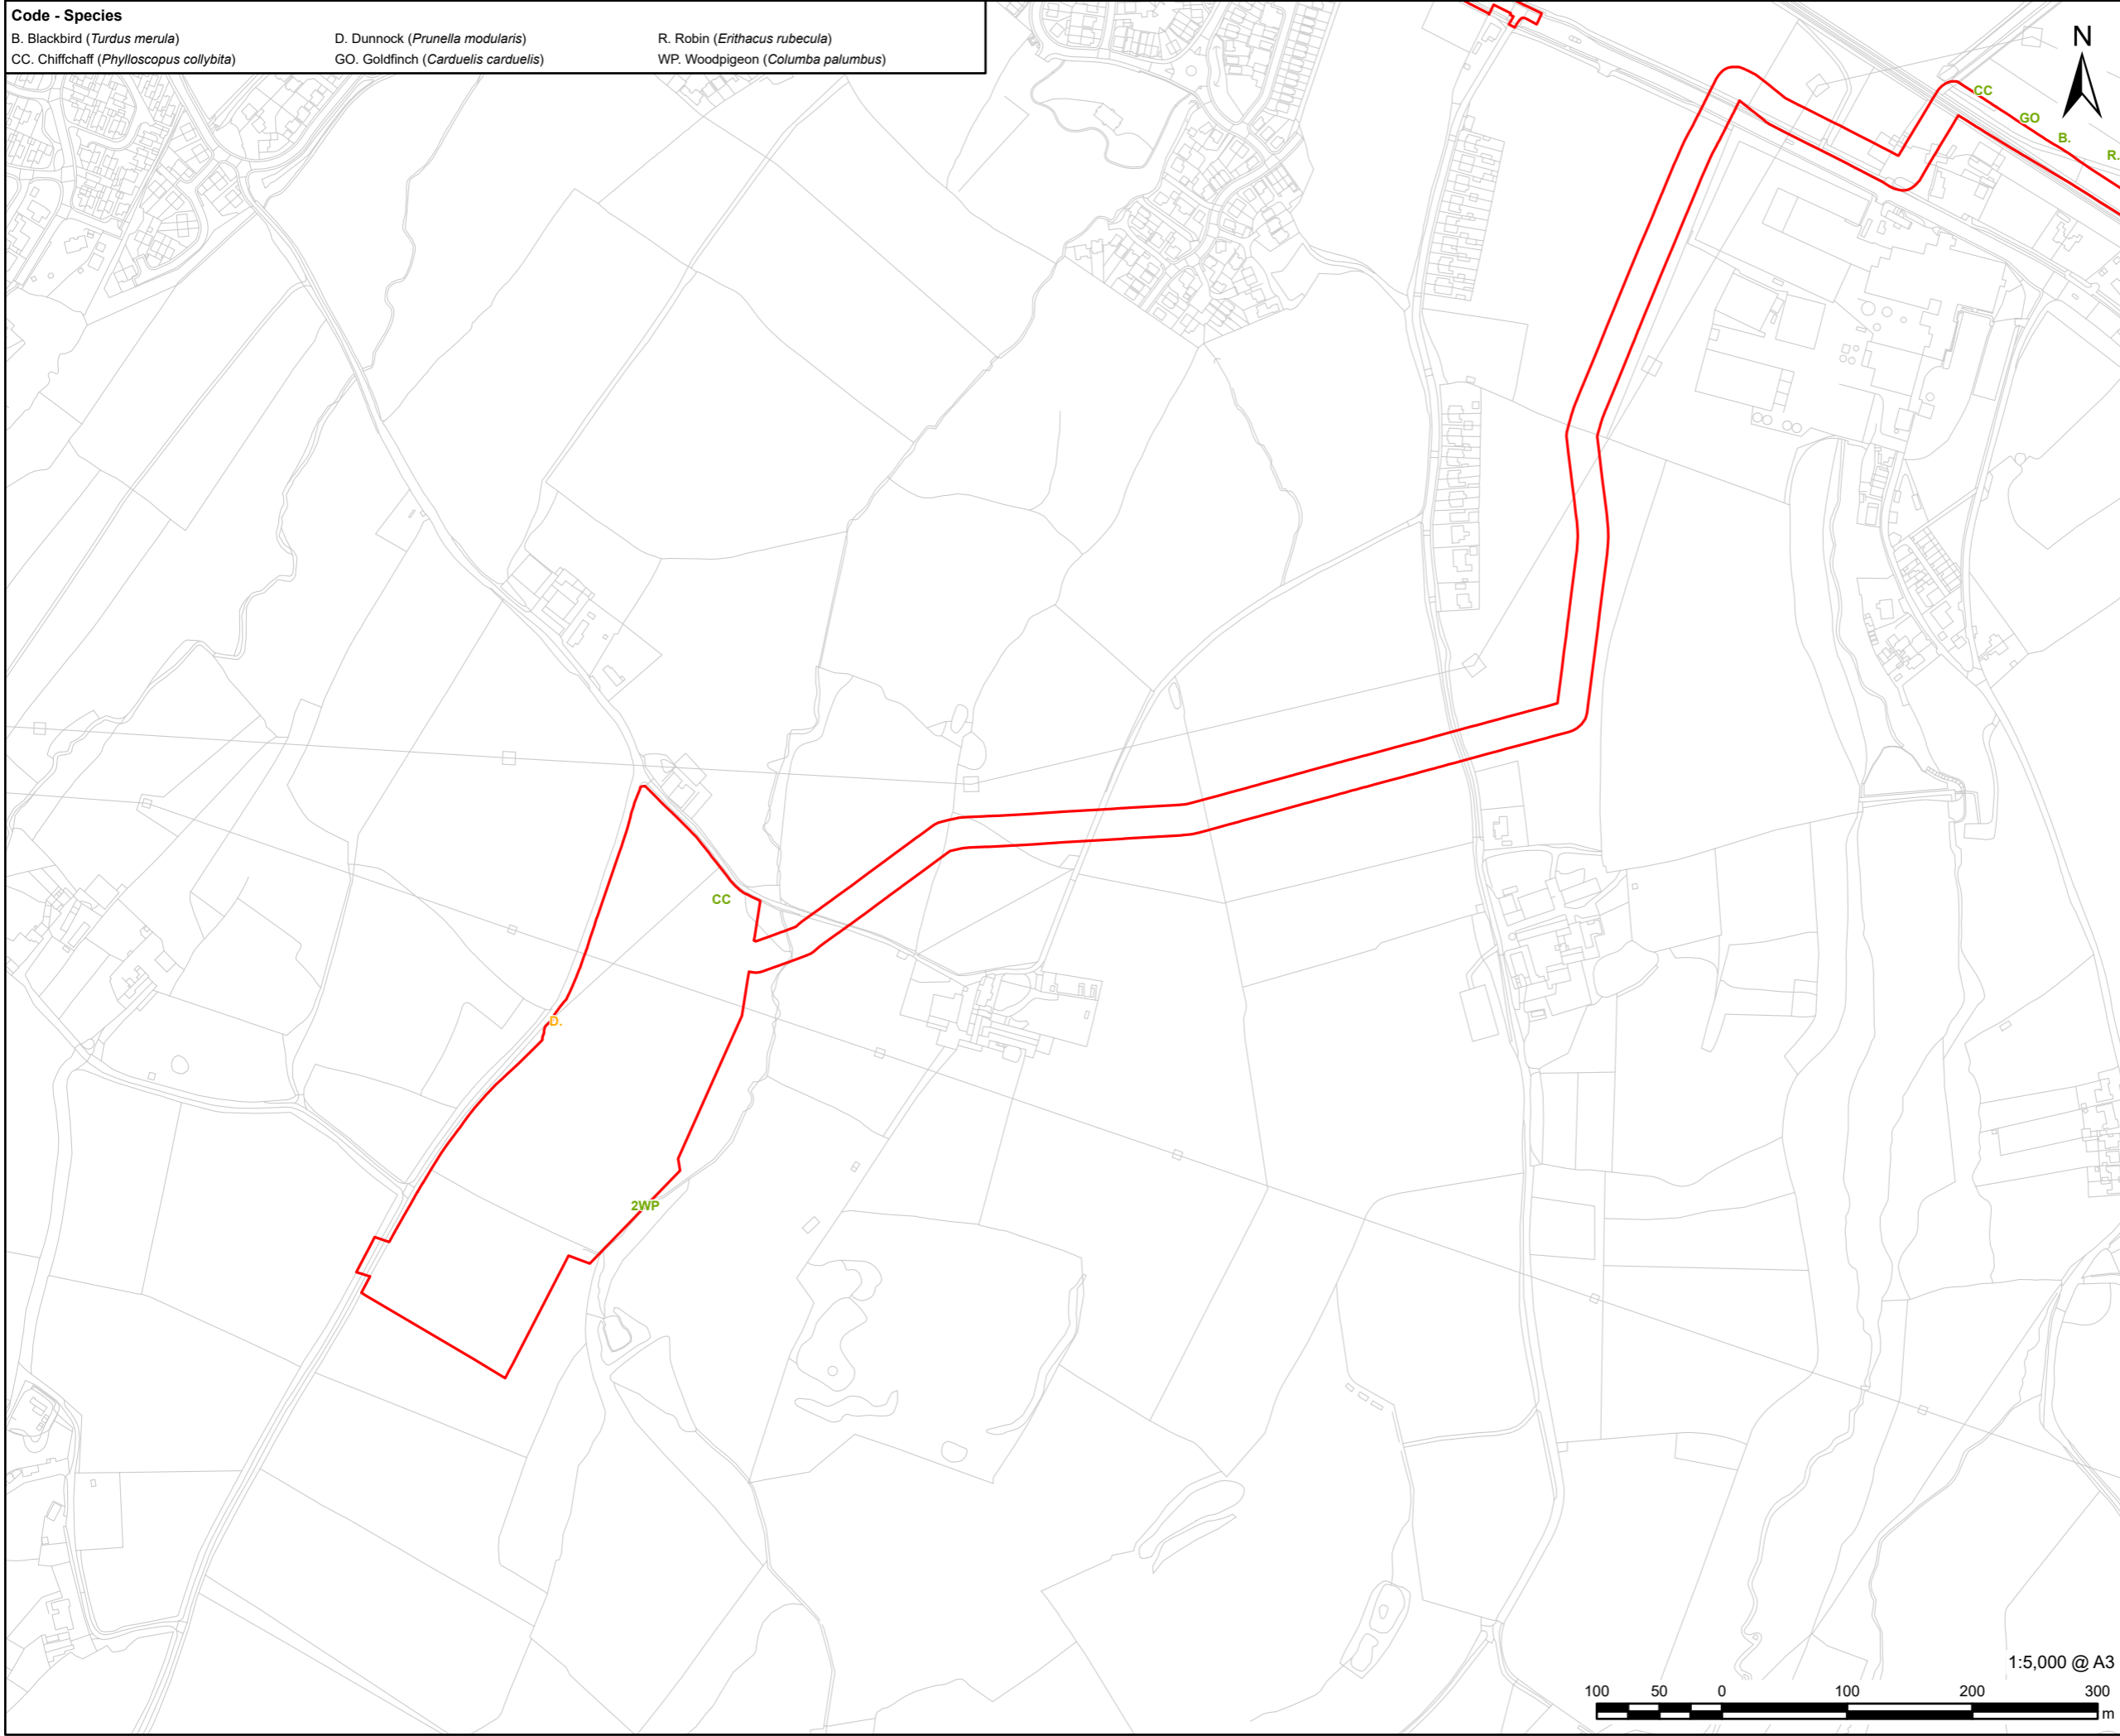 Code - Species
B. Blackbird (Turdus merula) D. Dunnock (Prunella modularis) R. Robin (Erithacus rubecula)
CC. Chiffchaff (Phylloscopus collybita) GO. Goldfinch (Carduelis carduelis) WP. Woodpigeon (Columba palumbus)
N
CC
GO
B.
R.
CC
D.
2WP
1:5,000 @ A3
100 50 0 100 200 300
m